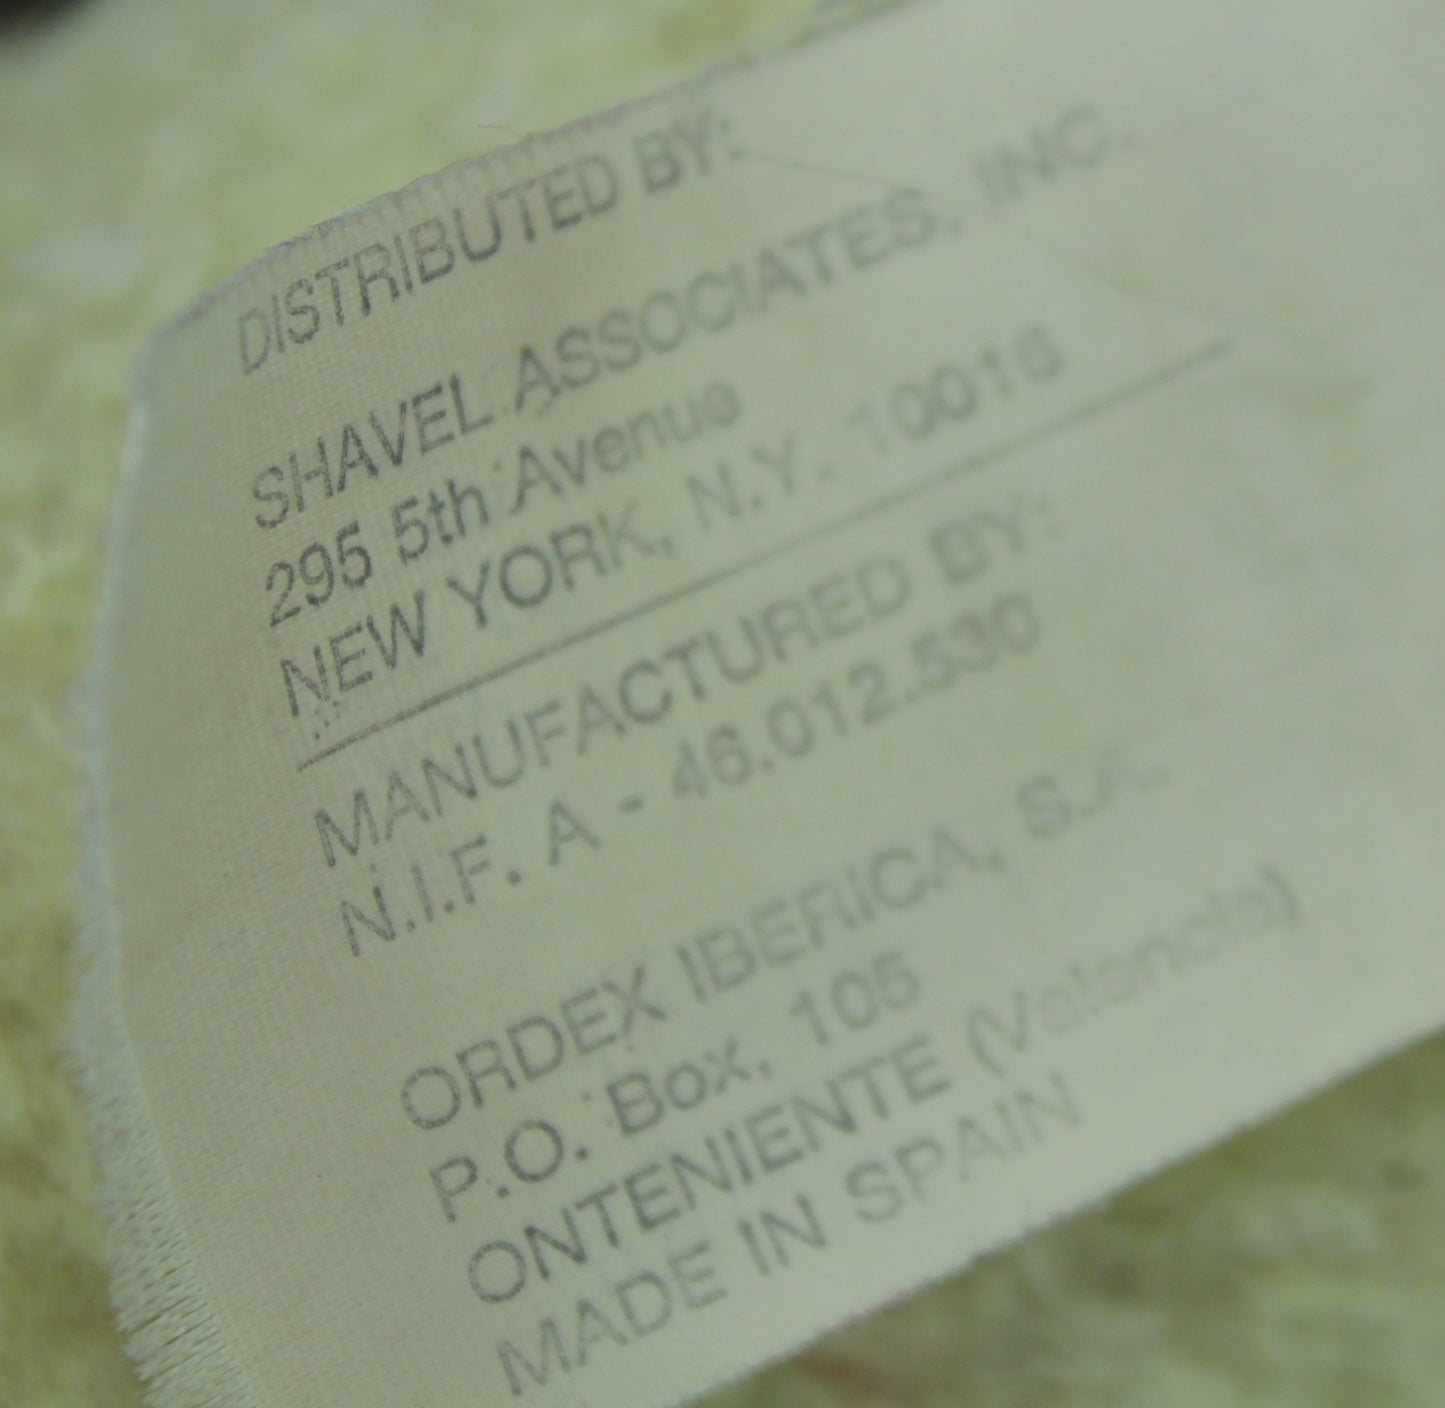 DISTRIBUTED BY:
SHAVEL ASSOCIATES, INC.
295 5th Avenue
NEW YORK, N.Y. 10016
MANUFACTURED BY:
N.I.F. A - 46.012.530
ORDEX IBERICA, S.A.
P.O. Box, 105
ONTENIENTE (Valencia)
MADE IN SPAIN